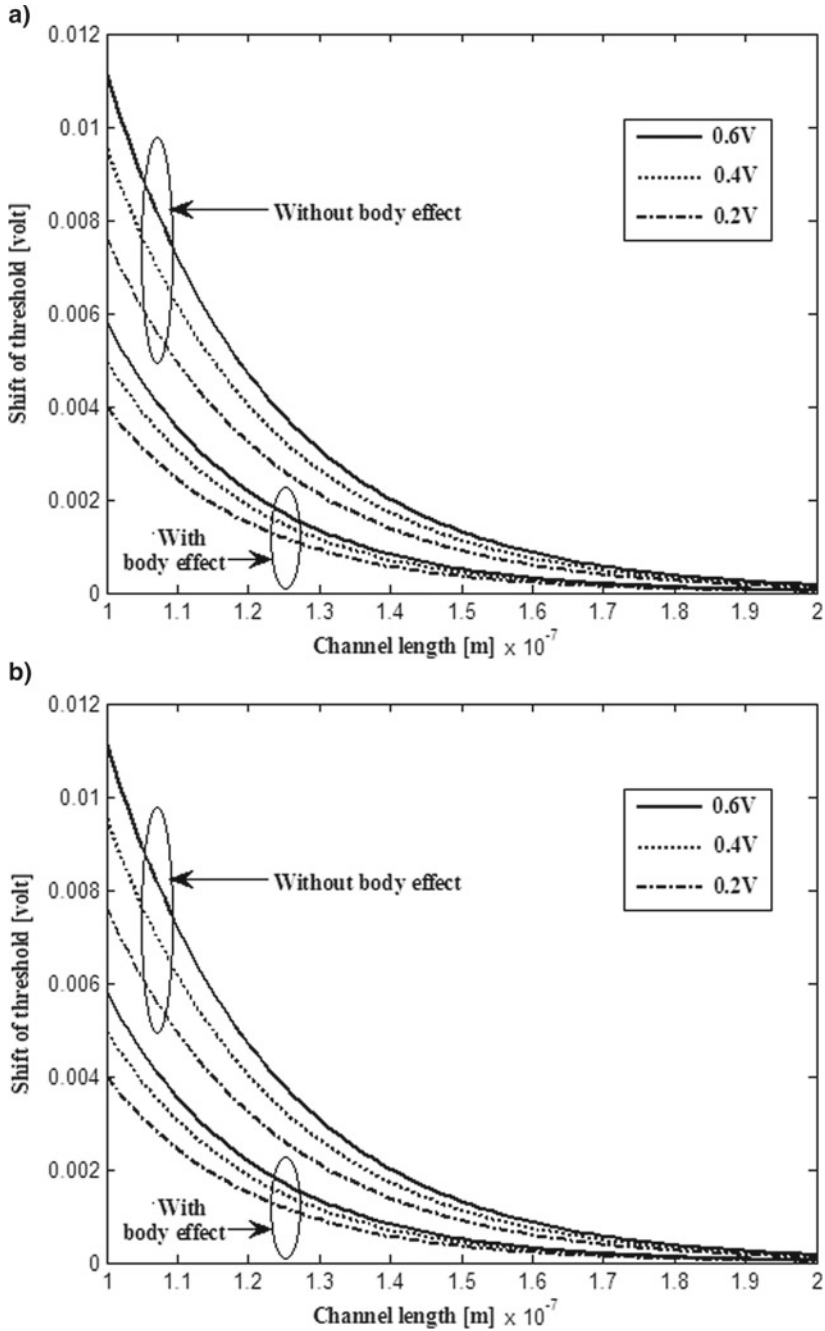 a)
0.012
0.01
0.008
0.006
0.004
0.002
0
Shift of threshold [volt]
0.6V
0.4V
0.2V
Without body effect
With
body effect
1 1.1 1.2 1.3 1.4 1.5 1.6 1.7 1.8 1.9 2
Channel length [m] × 10⁻⁷
b)
0.012
0.01
0.008
0.006
0.004
0.002
0
Shift of threshold [volt]
0.6V
0.4V
0.2V
Without body effect
With
body effect
1 1.1 1.2 1.3 1.4 1.5 1.6 1.7 1.8 1.9 2
Channel length [m] × 10⁻⁷